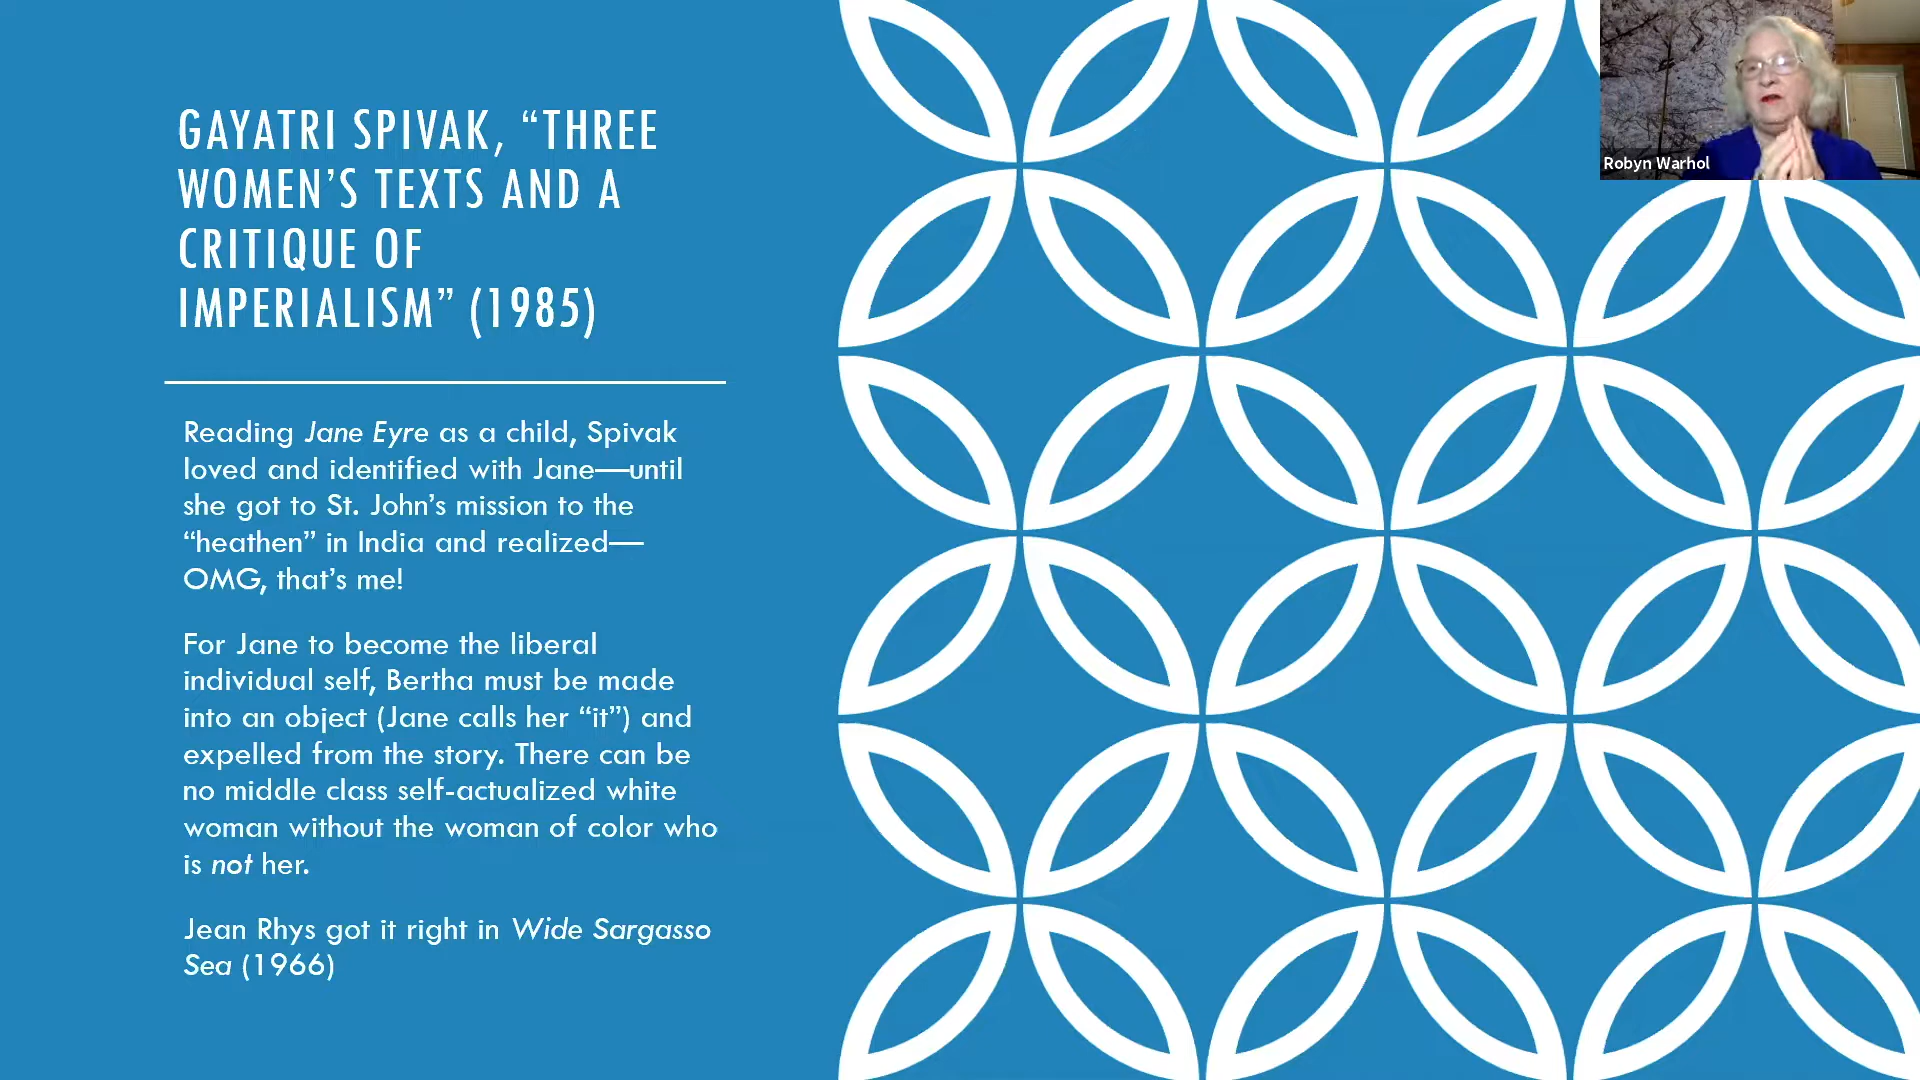 GAYATRI SPIVAK, “THREE
WOMEN’S TEXTS AND A
CRITIQUE OF
IMPERIALISM” (1985)
Reading Jane Eyre as a child, Spivak
loved and identified with Jane—until
she got to St. John’s mission to the
“heathen” in India and realized—
OMG, that’s me!
For Jane to become the liberal
individual self, Bertha must be made
into an object (Jane calls her “it”) and
expelled from the story. There can be
no middle class self-actualized white
woman without the woman of color who
is not her.
Jean Rhys got it right in Wide Sargasso
Sea (1966)
Robyn Warhol